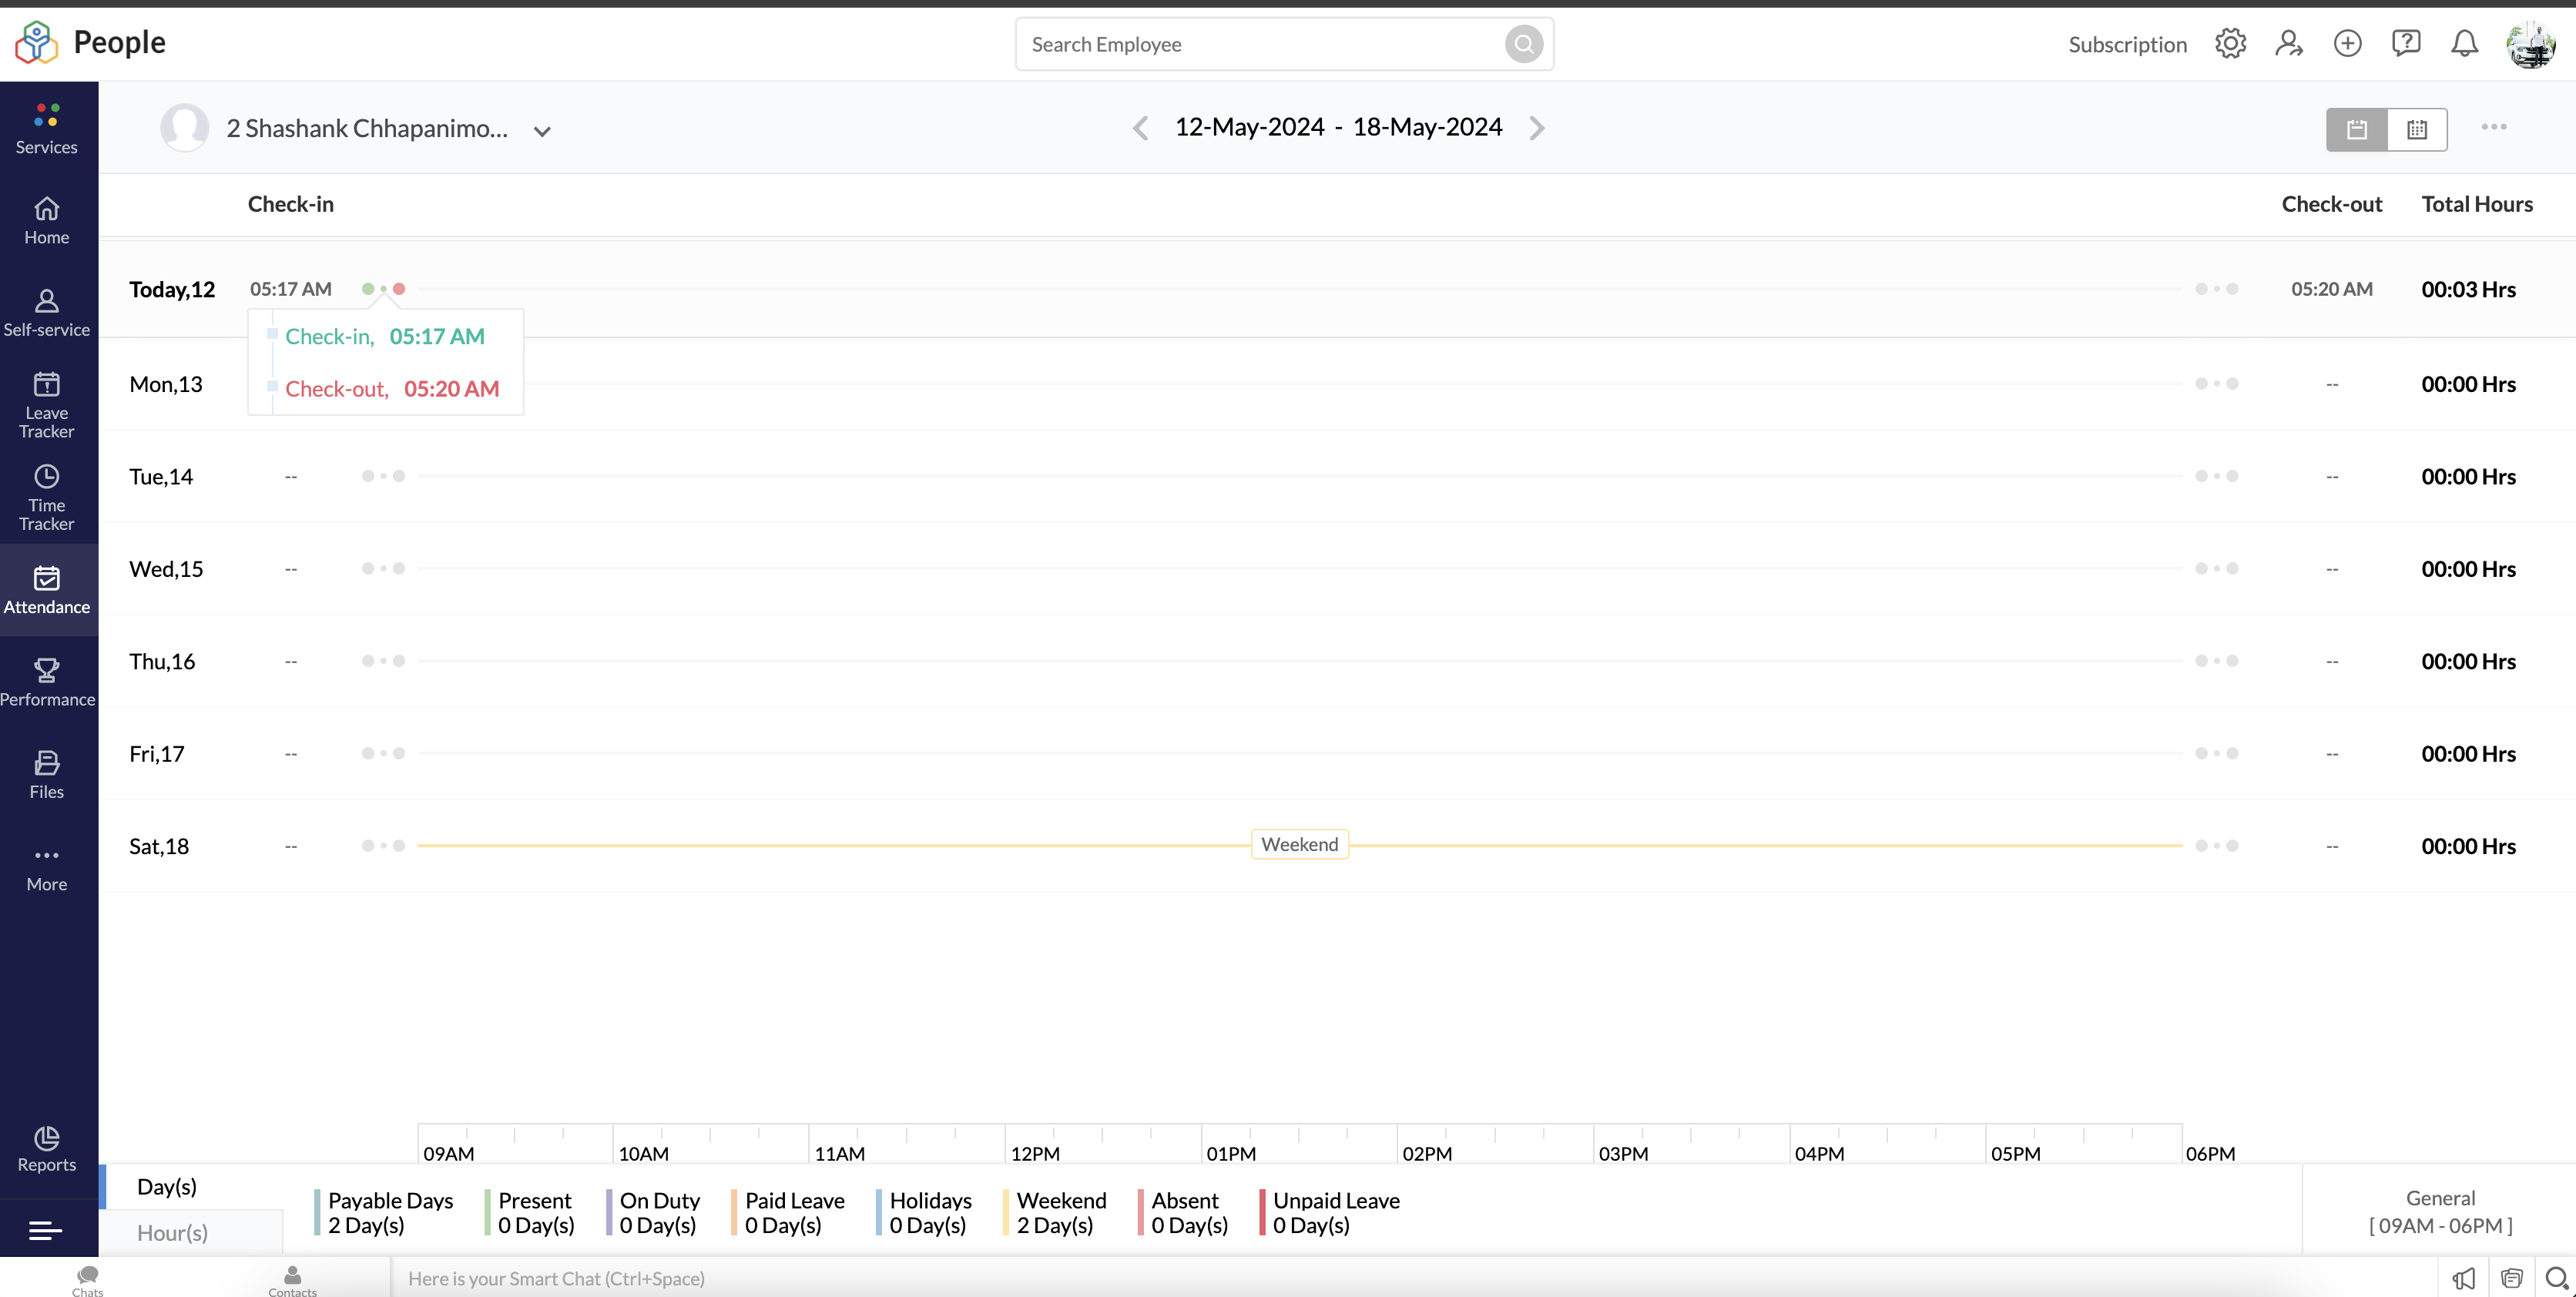 People
Search Employee
Subscription
Services
Home
Self-service
Leave
Tracker
Time
Tracker
Attendance
Performance
Files
More
Reports
2 Shashank Chhapanimo...
12-May-2024 - 18-May-2024
Check-in Check-out Total Hours
Today,12 05:17 AM 05:20 AM 00:03 Hrs
Check-in, 05:17 AM
Check-out, 05:20 AM
Mon,13 -- 00:00 Hrs
Tue,14 -- -- 00:00 Hrs
Wed,15 -- -- 00:00 Hrs
Thu,16 -- -- 00:00 Hrs
Fri,17 -- -- 00:00 Hrs
Sat,18 -- Weekend -- 00:00 Hrs
09AM 10AM 11AM 12PM 01PM 02PM 03PM 04PM 05PM 06PM
Day(s)
Hour(s)
Payable Days
2 Day(s)
Present
0 Day(s)
On Duty
0 Day(s)
Paid Leave
0 Day(s)
Holidays
0 Day(s)
Weekend
2 Day(s)
Absent
0 Day(s)
Unpaid Leave
0 Day(s)
General
[ 09AM - 06PM ]
Chats
Contacts
Here is your Smart Chat (Ctrl+Space)